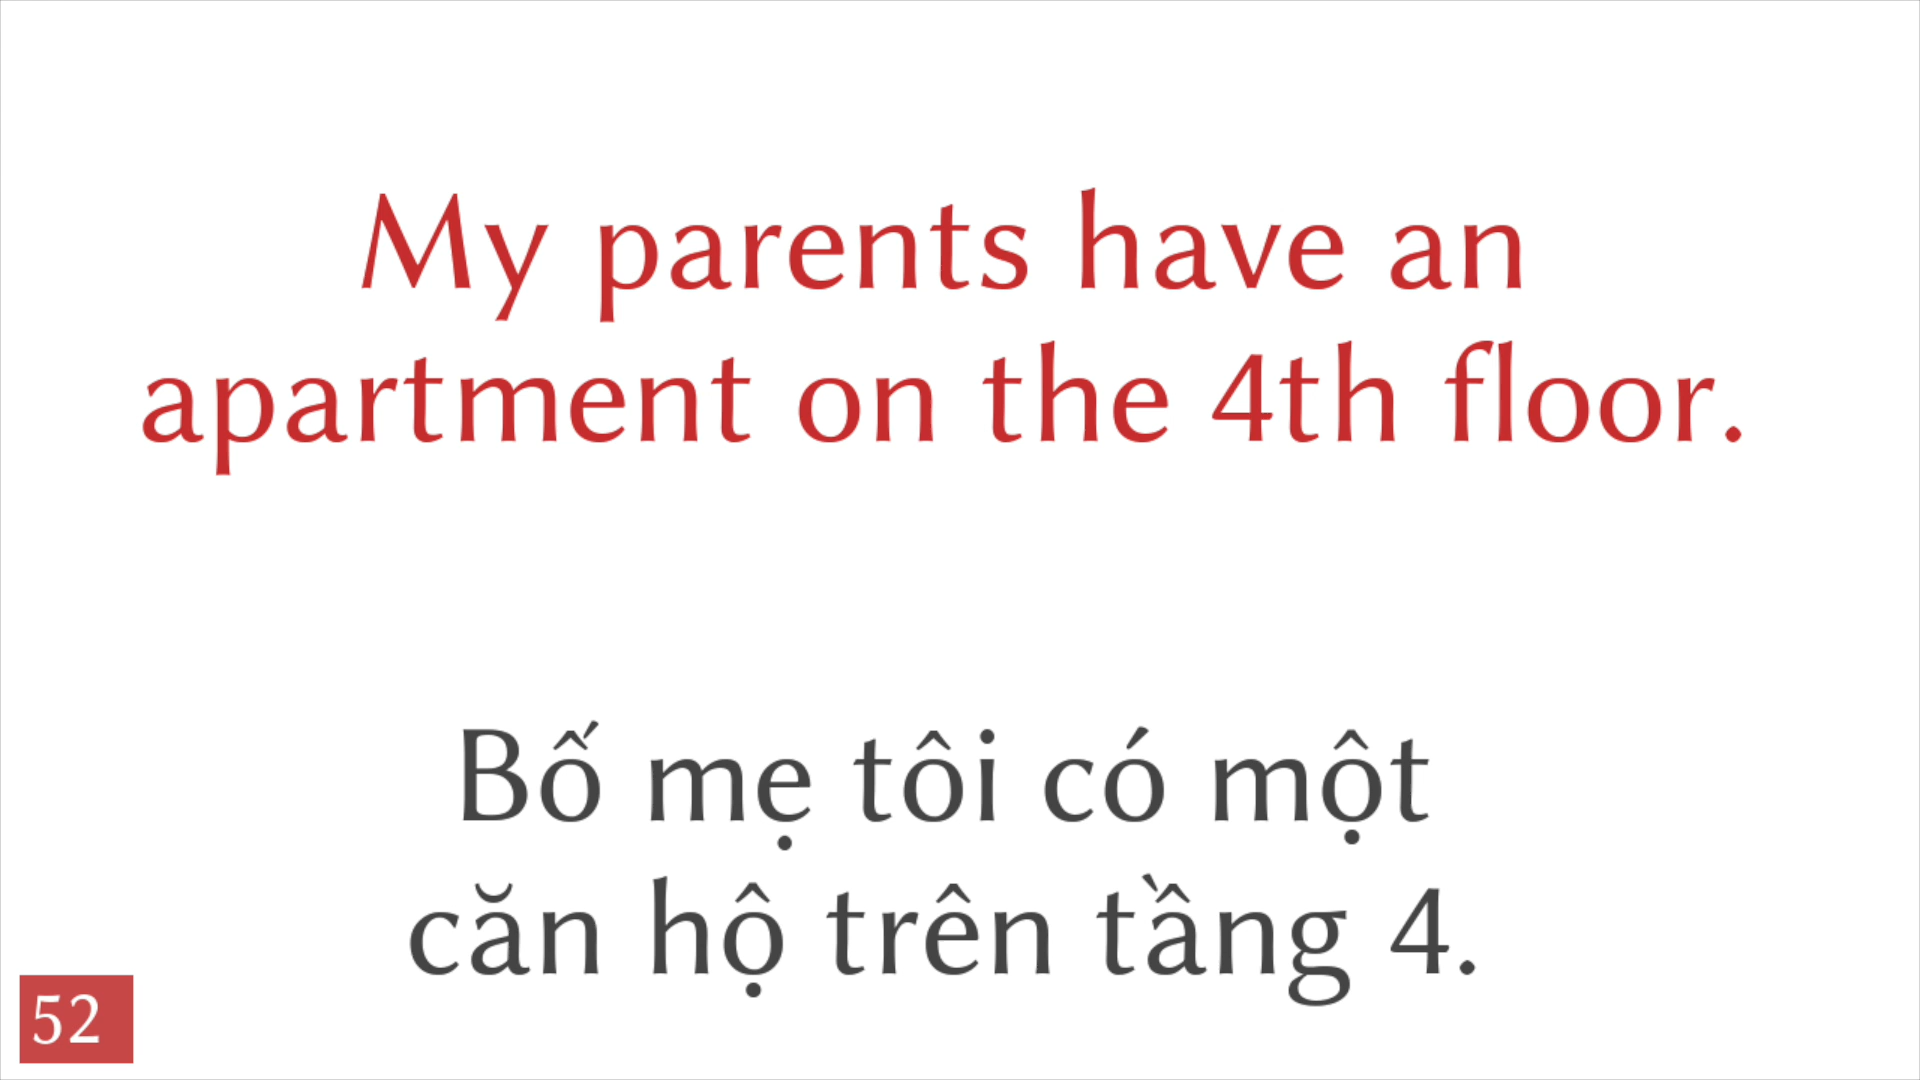 My parents have an
apartment on the 4th floor.
Bố mẹ tôi có một
căn hộ trên tầng 4.
52